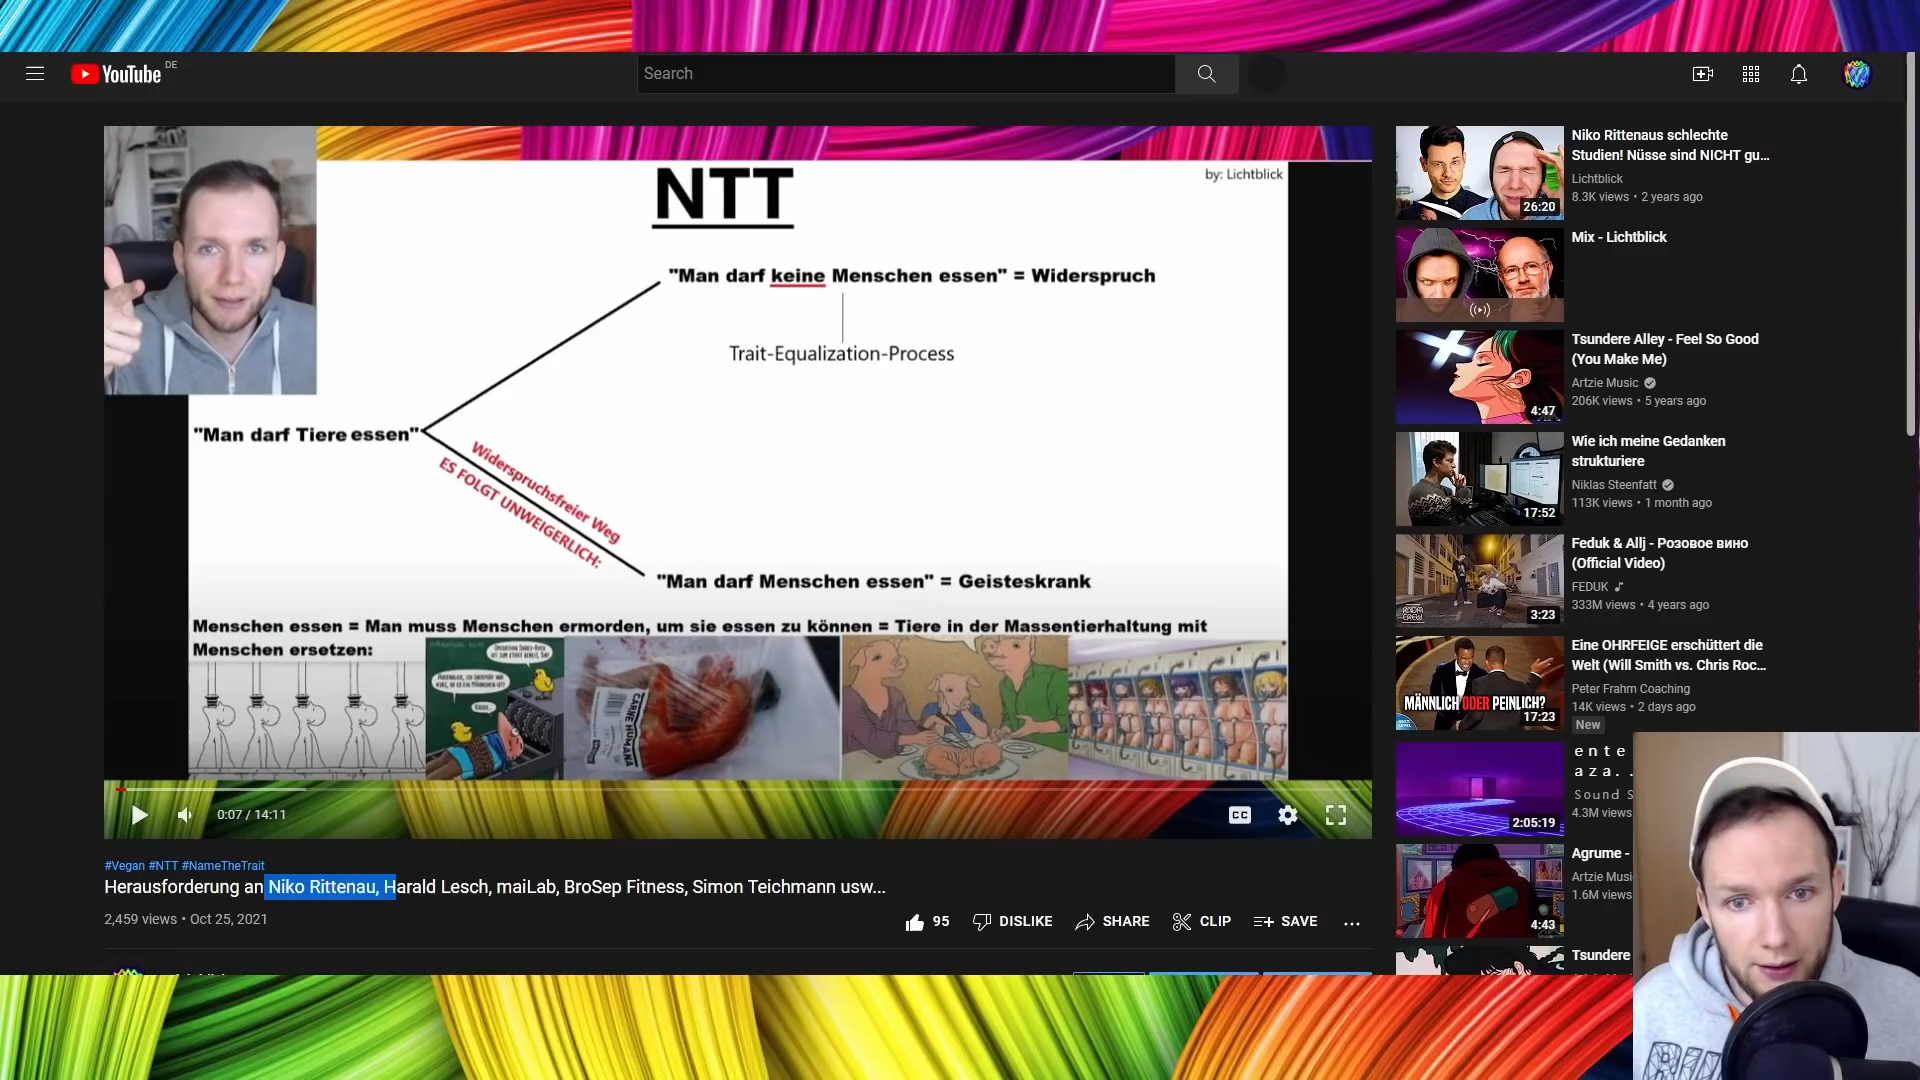 YouTube DE
Search
NTT
by: Lichtblick
"Man darf keine Menschen essen" = Widerspruch
Trait-Equalization-Process
"Man darf Tiere essen"
Widerspruchsfreier Weg
ES FOLGT UNWEIGERLICH:
"Man darf Menschen essen" = Geisteskrank
Menschen essen = Man muss Menschen ermorden, um sie essen zu können = Tiere in der Massentierhaltung mit
Menschen ersetzen:
CARNE HUMANA
0:07 / 14:11
CC
#Vegan #NTT #NameTheTrait
Herausforderung an Niko Rittenau, Harald Lesch, maiLab, BroSep Fitness, Simon Teichmann usw...
2,459 views • Oct 25, 2021
95 DISLIKE SHARE CLIP SAVE ...
26:20
Niko Rittenaus schlechte
Studien! Nüsse sind NICHT gu...
Lichtblick
8.3K views • 2 years ago
Mix - Lichtblick
4:47
Tsundere Alley - Feel So Good
(You Make Me)
Artzie Music
206K views • 5 years ago
17:52
Wie ich meine Gedanken
strukturiere
Niklas Steenfatt
113K views • 1 month ago
3:23
Feduk & Allj - Розовое вино
(Official Video)
FEDUK
333M views • 4 years ago
MÄNNLICH ODER PEINLICH?
17:23
Eine OHRFEIGE erschüttert die
Welt (Will Smith vs. Chris Roc...
Peter Frahm Coaching
14K views • 2 days ago
New
2:05:19
ente
aza..
Sound S
4.3M views
4:43
Agrume -
Artzie Musi
1.6M views
Tsundere